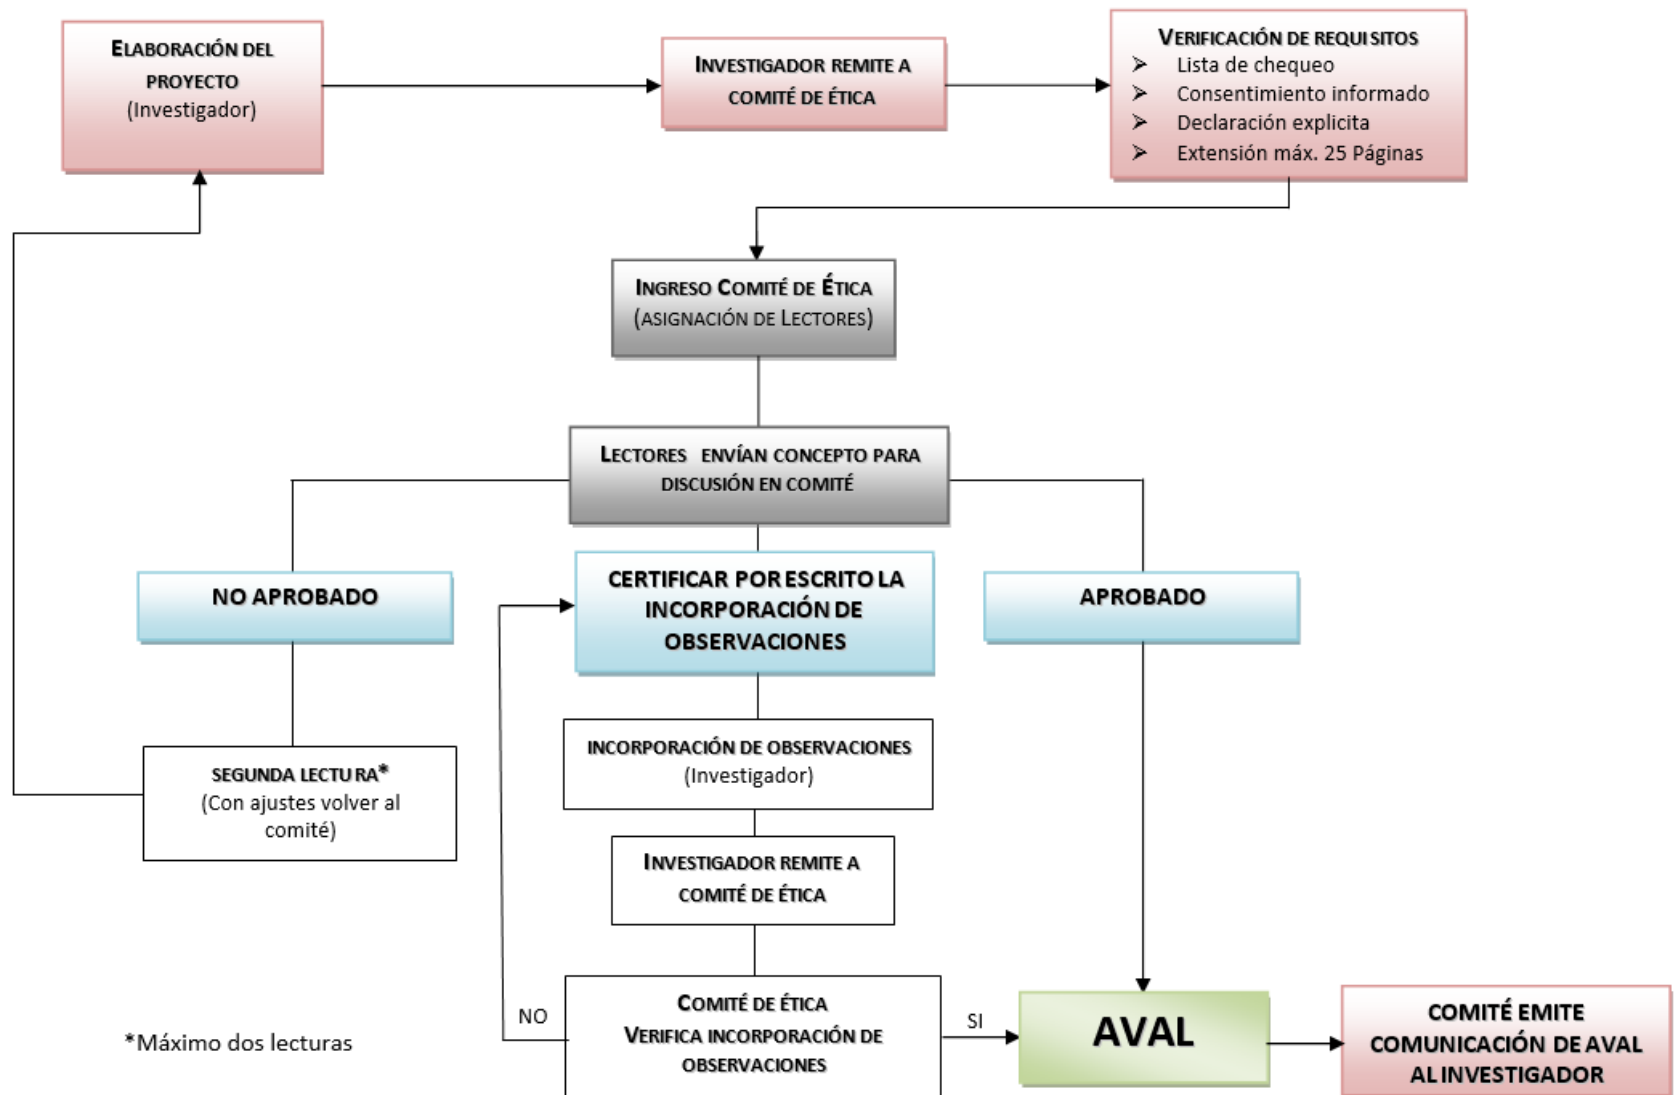 ELABORACIÓN DEL
PROYECTO
(Investigador)
INVESTIGADOR REMITE A
COMITÉ DE ÉTICA
VERIFICACIÓN DE REQUISITOS
➢ Lista de chequeo
➢ Consentimiento informado
➢ Declaración explicita
➢ Extensión máx. 25 Páginas
INGRESO COMITÉ DE ÉTICA
(ASIGNACIÓN DE LECTORES)
LECTORES ENVÍAN CONCEPTO PARA
DISCUSIÓN EN COMITÉ
NO APROBADO
CERTIFICAR POR ESCRITO LA
INCORPORACIÓN DE
OBSERVACIONES
APROBADO
SEGUNDA LECTURA*
(Con ajustes volver al
comité)
INCORPORACIÓN DE OBSERVACIONES
(Investigador)
INVESTIGADOR REMITE A
COMITÉ DE ÉTICA
NO
COMITÉ DE ÉTICA
VERIFICA INCORPORACIÓN DE
OBSERVACIONES
SI
AVAL
COMITÉ EMITE
COMUNICACIÓN DE AVAL
AL INVESTIGADOR
*Máximo dos lecturas